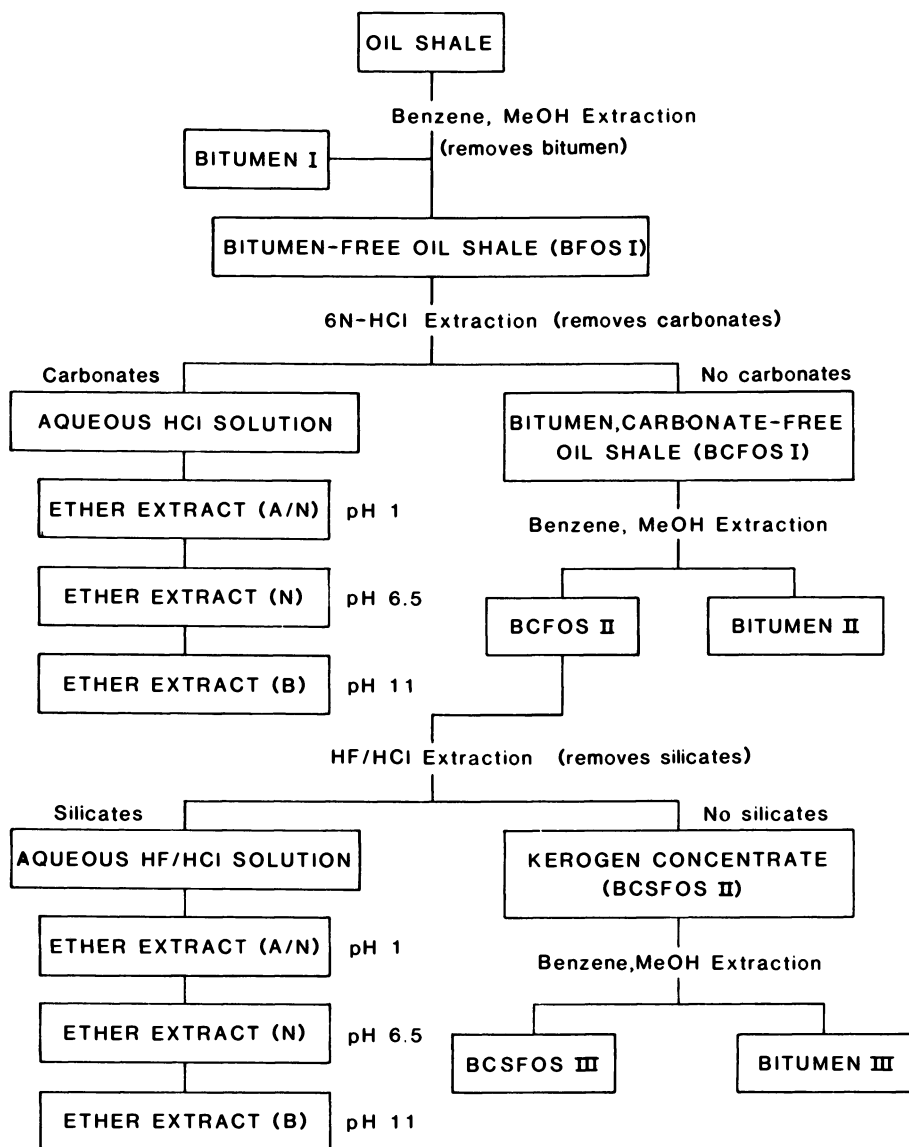 OIL SHALE
Benzene, MeOH Extraction
(removes bitumen)
BITUMEN I
BITUMEN-FREE OIL SHALE (BFOS I)
6N-HCl Extraction (removes carbonates)
Carbonates
No carbonates
AQUEOUS HCl SOLUTION
BITUMEN,CARBONATE-FREE
OIL SHALE (BCFOS I)
ETHER EXTRACT (A/N) pH 1
Benzene, MeOH Extraction
ETHER EXTRACT (N) pH 6.5
BCFOS II
BITUMEN II
ETHER EXTRACT (B) pH 11
HF/HCl Extraction (removes silicates)
Silicates
No silicates
AQUEOUS HF/HCl SOLUTION
KEROGEN CONCENTRATE
(BCSFOS II)
ETHER EXTRACT (A/N) pH 1
Benzene,MeOH Extraction
ETHER EXTRACT (N) pH 6.5
BCSFOS III
BITUMEN III
ETHER EXTRACT (B) pH 11